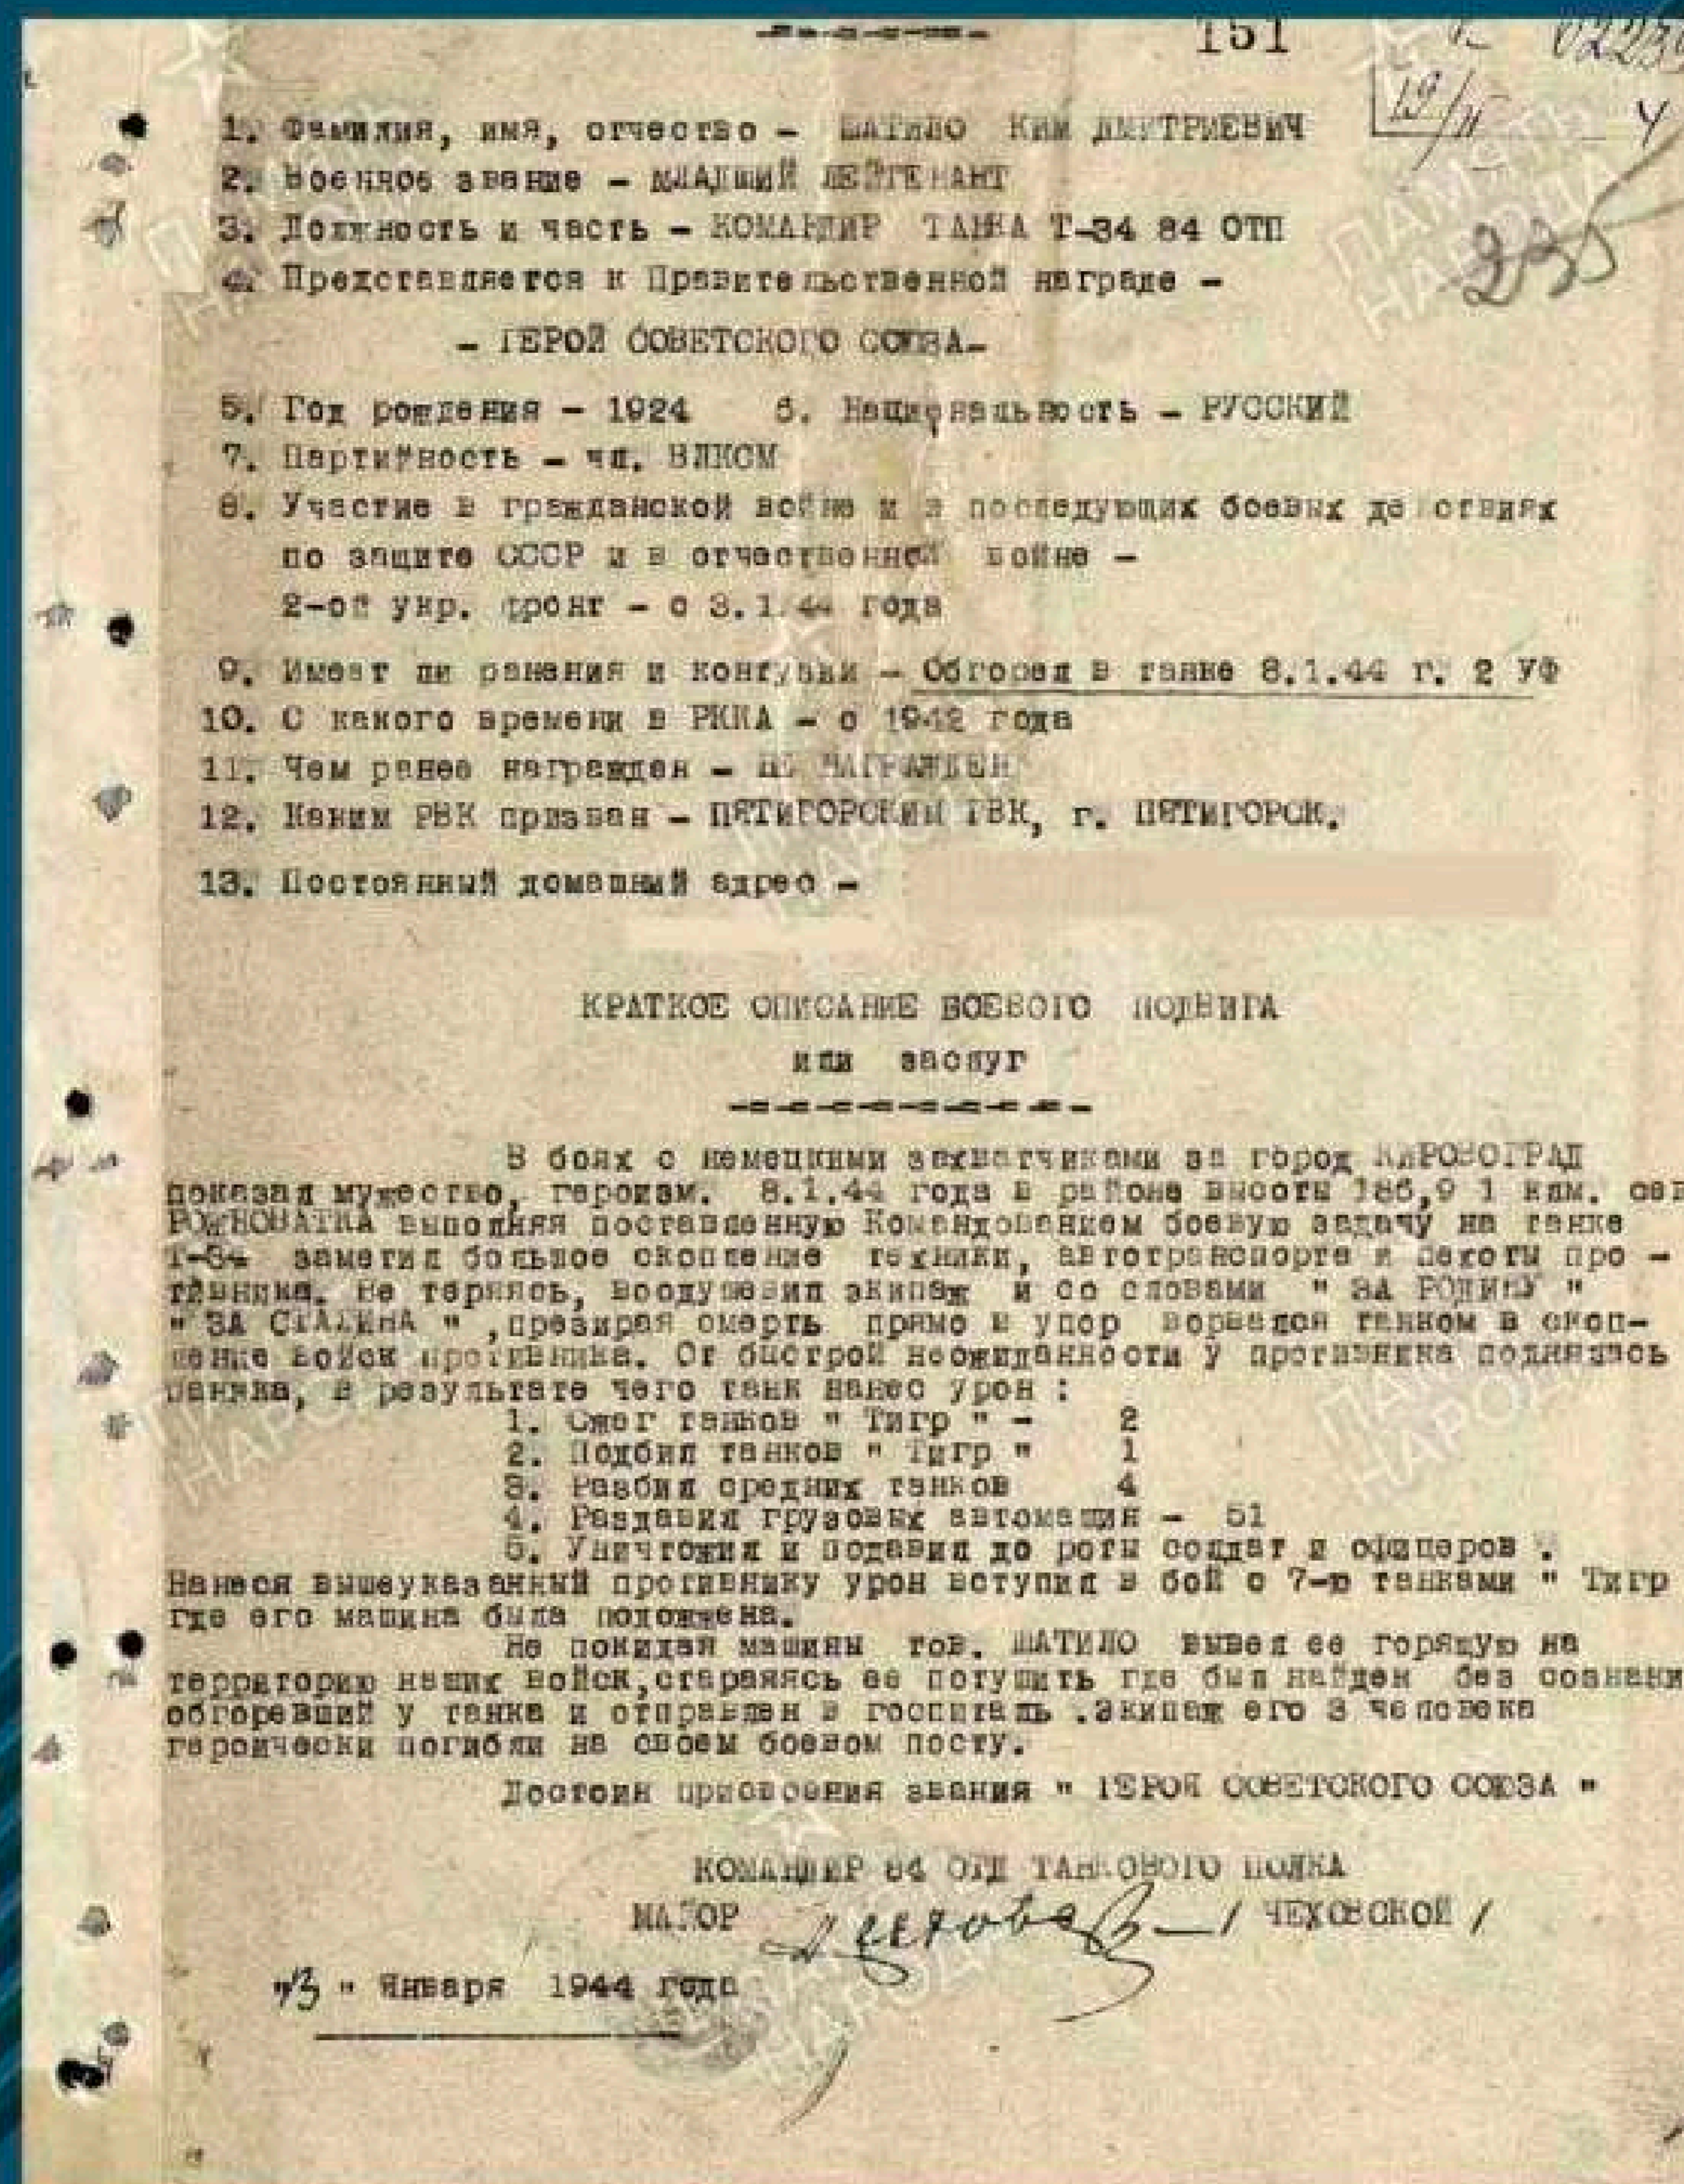 151
19/II
235
1. Фамилия, имя, отчество - ШАТИЛО КИМ ДМИТРИЕВИЧ
2. Военное звание - МЛАДШИЙ ЛЕЙТЕНАНТ
3. Должность и часть - КОМАНДИР ТАНКА Т-34 84 ОТП
4. Представляется к Правительственной награде -
- ГЕРОЙ СОВЕТСКОГО СОЮЗА-
5. Год рождения - 1924 6. Национальность - РУССКИЙ
7. Партийность - чл. ВЛКСМ
8. Участие в гражданской войне и в последующих боевых действиях
по защите СССР и в отчественной войне -
2-ой укр. фронт - с 3.1.44 года
9. Имеет ли ранения и контузии - Обгорел в танке 8.1.44 г. 2 УФ
10. С какого времени в РККА - с 1942 года
11. Чем ранее награжден - НЕ НАГРАЖДЕН
12. Каким РВК призван - ПЯТИГОРСКИМ ГВК, г. ПЯТИГОРСК.
13. Постоянный домашный адрес -
КРАТКОЕ ОПИСАНИЕ БОЕВОГО ПОДВИГА
или заслуг
В боях с немецкими захватчиками за город КИРОВОГРАД
показал мужество, героизм. 8.1.44 года в районе высоты 186,9 1 клм. сев
РОЖНОВАТКА выполняя поставленную Командованием боевую задачу на танке
Т-34 заметил большое скопление техники, автотранспорта и пехоты про -
тивника. Не теряясь, воодушевил экипаж и со словами " ЗА РОДИНУ "
" ЗА СТАЛИНА " ,презирая смерть прямо в упор ворвался танком в скоп-
ление войск противника. От быстрой неожиданности у противника поднялась
паника, в результате чего танк нанес урон :
1. Сжег танков " Тигр " - 2
2. Подбил танков " Тигр " 1
3. Разбил средних танков 4
4. Раздавил грузовых автомашин - 51
5. Уничтожил и подавил до роты солдат и офицеров .
Нанеся вышеуказанный противнику урон вступил в бой с 7-ю танками " Тигр
где его машина была подожжена.
Не покидая машины тов. ШАТИЛО вывел ее горящую на
территорию наших войск,стараясь ее потушить где был найден без сознани
обгоревший у танка и отправлен в госпиталь .Экипаж его 3 человека
героически погибли на своем боевом посту.
Достоин присвоения звания " ГЕРОЯ СОВЕТСКОГО СОЮЗА "
КОМАНДИР 84 ОТД ТАНКОВОГО ПОЛКА
МАЙОР / ЧЕХОВСКОЙ /
"13" Января 1944 года
ПАМЯТЬ НАРОДА